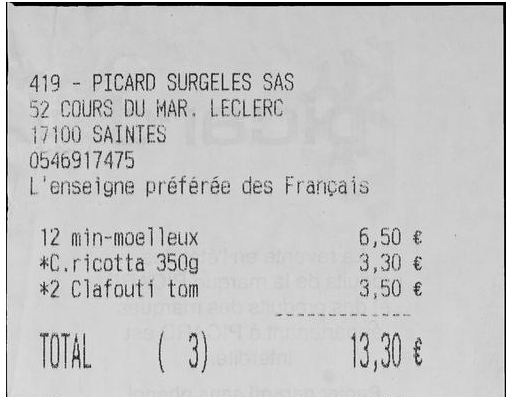 419 - PICARD SURGELES SAS
52 COURS DU MAR. LECLERC
17100 SAINTES
0546917475
L'enseigne préférée des Français
12 min-moelleux 6,50 €
*C.ricotta 350g 3,30 €
*2 Clafouti tom 3,50 €
TOTAL ( 3) 13,30 €